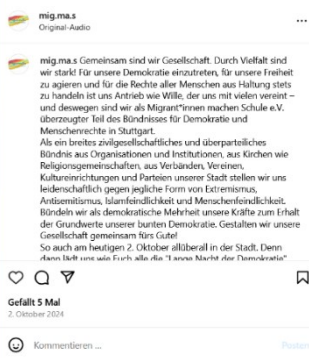 mig.ma.s
Original-Audio
mig.ma.s Gemeinsam sind wir Gesellschaft. Durch Vielfalt sind
wir stark! Für unsere Demokratie einzutreten, für unsere Freiheit
zu agieren und für die Rechte aller Menschen aus Haltung stets
zu handeln ist uns Antrieb wie Wille, der uns mit vielen vereint –
und deswegen sind wir als Migrant*innen machen Schule e.V.
überzeugter Teil des Bündnisses für Demokratie und
Menschenrechte in Stuttgart.
Als ein breites zivilgesellschaftliches und überparteiliches
Bündnis aus Organisationen und Institutionen, aus Kirchen wie
Religionsgemeinschaften, aus Verbänden, Vereinen,
Kultureinrichtungen und Parteien unserer Stadt stellen wir uns
leidenschaftlich gegen jegliche Form von Extremismus,
Antisemitismus, Islamfeindlichkeit und Menschenfeindlichkeit.
Bündeln wir als demokratische Mehrheit unsere Kräfte zum Erhalt
der Grundwerte unserer bunten Demokratie. Gestalten wir unsere
Gesellschaft gemeinsam fürs Gute!
So auch am heutigen 2. Oktober allüberall in der Stadt. Denn
dann lädt uns wie Euch alle die "Lange Nacht der Demokratie"
Gefällt 5 Mal
2. Oktober 2024
Kommentieren ...
Posten